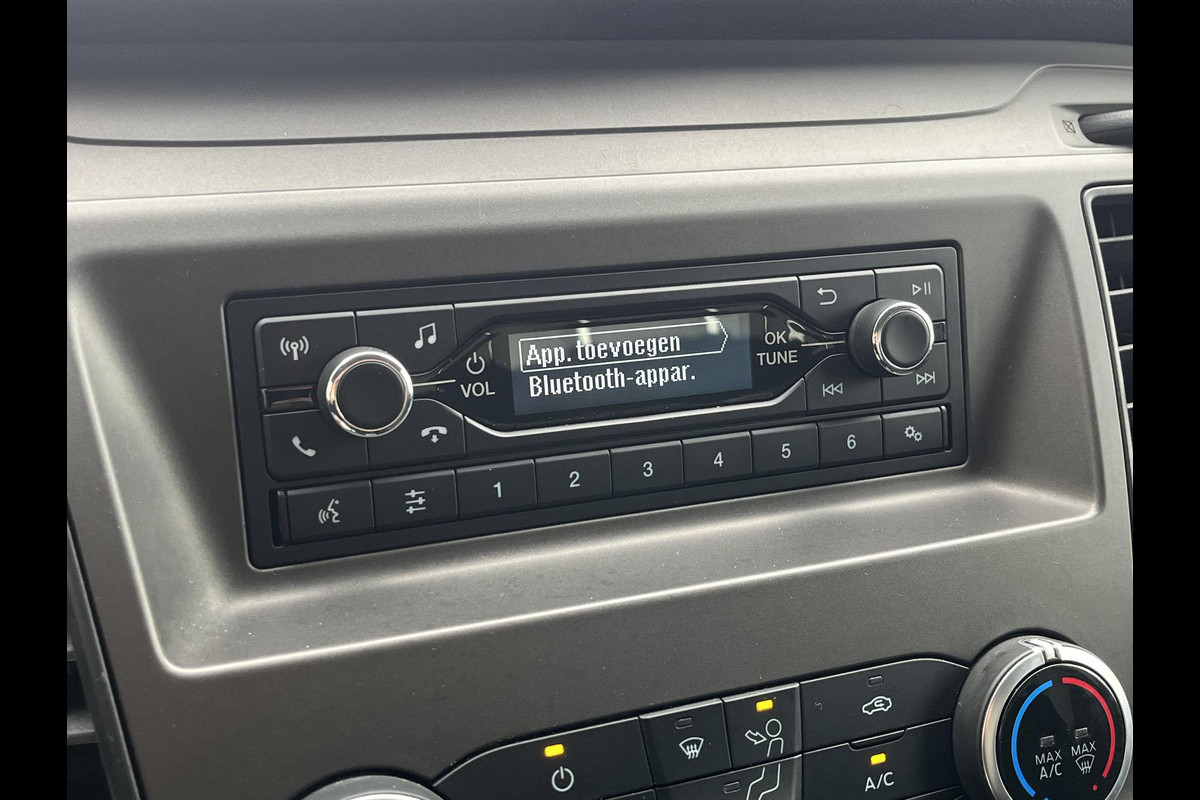 VOL
App. toevoegen
Bluetooth-appar.
OK
TUNE
1 2 3 4 5 6
A/C
MAX
A/C
MAX